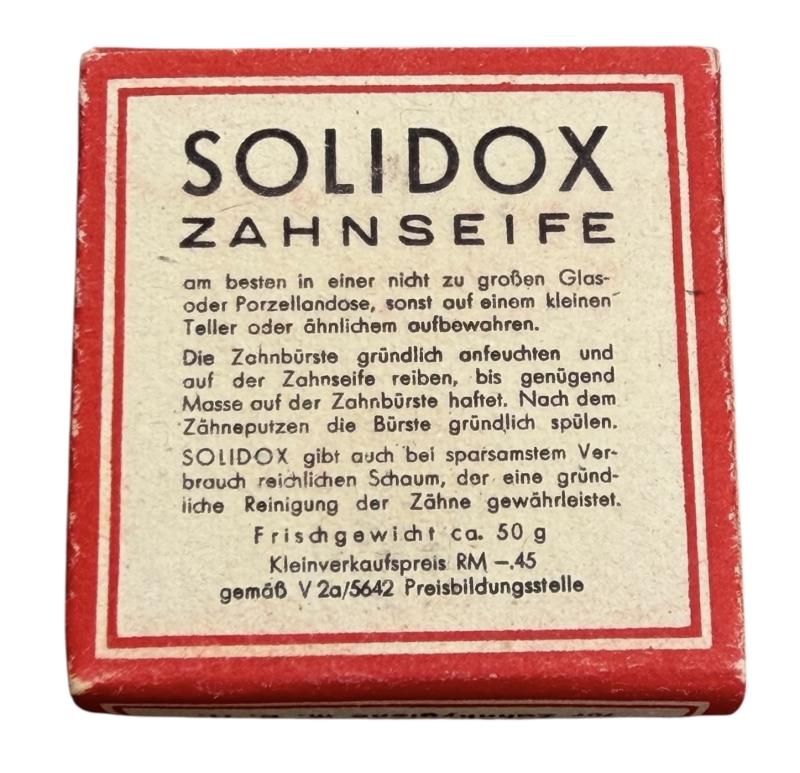 SOLIDOX
ZAHNSEIFE
am besten in einer nicht zu großen Glas-
oder Porzellandose, sonst auf einem kleinen
Teller oder ähnlichem aufbewahren.
Die Zahnbürste gründlich anfeuchten und
auf der Zahnseife reiben, bis genügend
Masse auf der Zahnbürste haftet. Nach dem
Zähneputzen die Bürste gründlich spülen.
SOLIDOX gibt auch bei sparsamstem Ver-
brauch reichlichen Schaum, der eine gründ-
liche Reinigung der Zähne gewährleistet.
Frischgewicht ca. 50 g
Kleinverkaufspreis RM –.45
gemäß V 2a/5642 Preisbildungsstelle